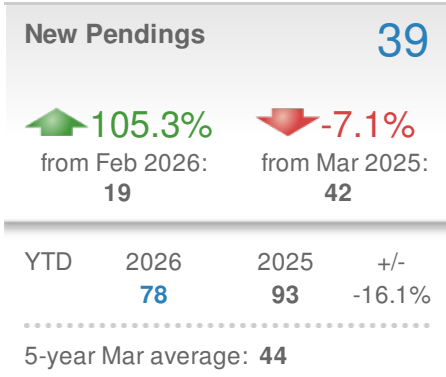 New Pendings 39
105.3% -7.1%
from Feb 2026: from Mar 2025:
19 42
YTD 2026 2025 +/-
78 93 -16.1%
5-year Mar average: 44